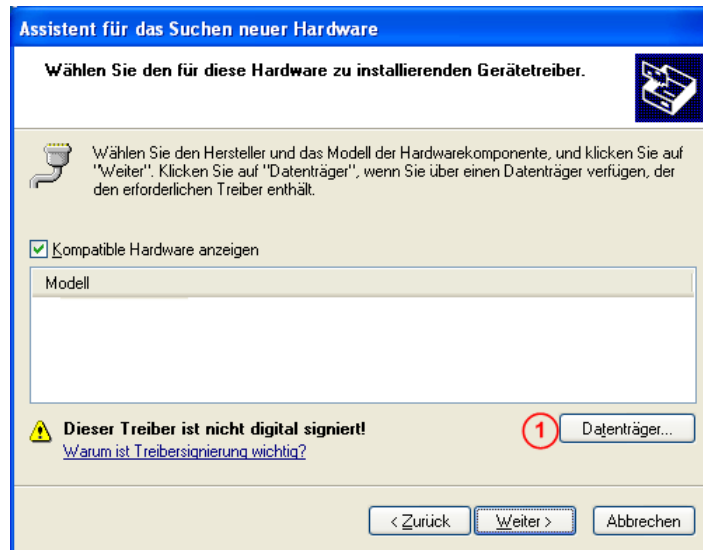 Assistent für das Suchen neuer Hardware
Wählen Sie den für diese Hardware zu installierenden Gerätetreiber.
Wählen Sie den Hersteller und das Modell der Hardwarekomponente, und klicken Sie auf
"Weiter". Klicken Sie auf "Datenträger", wenn Sie über einen Datenträger verfügen, der
den erforderlichen Treiber enthält.
Kompatible Hardware anzeigen
Modell
Dieser Treiber ist nicht digital signiert!
1 Datenträger...
Warum ist Treibersignierung wichtig?
< Zurück Weiter > Abbrechen